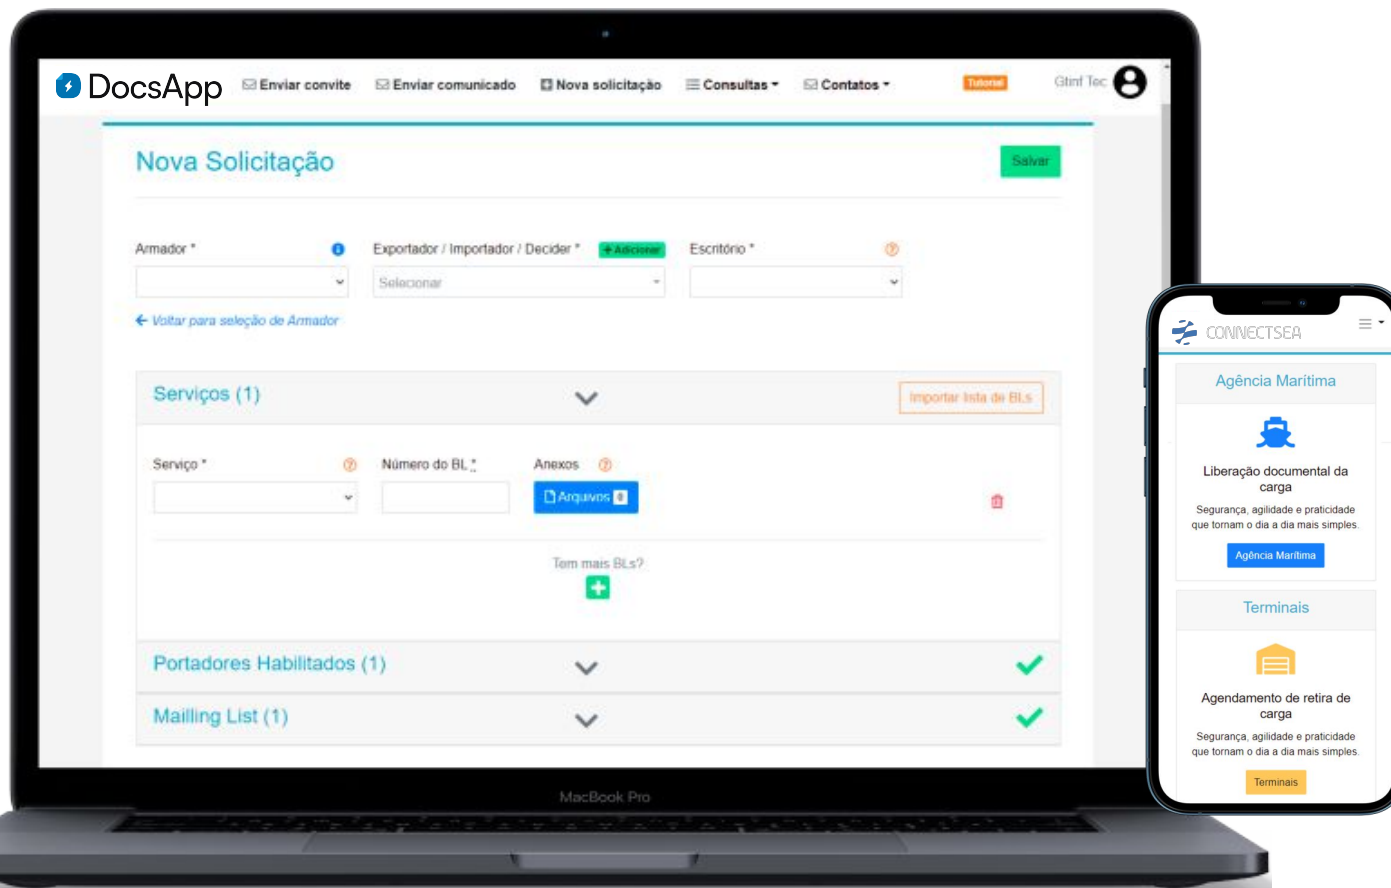 DocsApp
Enviar convite
Enviar comunicado
Nova solicitação
Consultas
Contatos
Tutorial
Gtinf Tec
Nova Solicitação
Salvar
Armador *
Exportador / Importador / Decider *
+ Adicionar
Escritório *
Selecionar
Voltar para seleção de Armador
Serviços (1)
Importar lista de BLs
Serviço *
Número do BL *
Anexos
Arquivos 0
Tem mais BLs?
Portadores Habilitados (1)
Mailling List (1)
MacBook Pro
CONNECTSEA
Agência Marítima
Liberação documental da
carga
Segurança, agilidade e praticidade
que tornam o dia a dia mais simples.
Agência Marítima
Terminais
Agendamento de retira de
carga
Segurança, agilidade e praticidade
que tornam o dia a dia mais simples.
Terminais